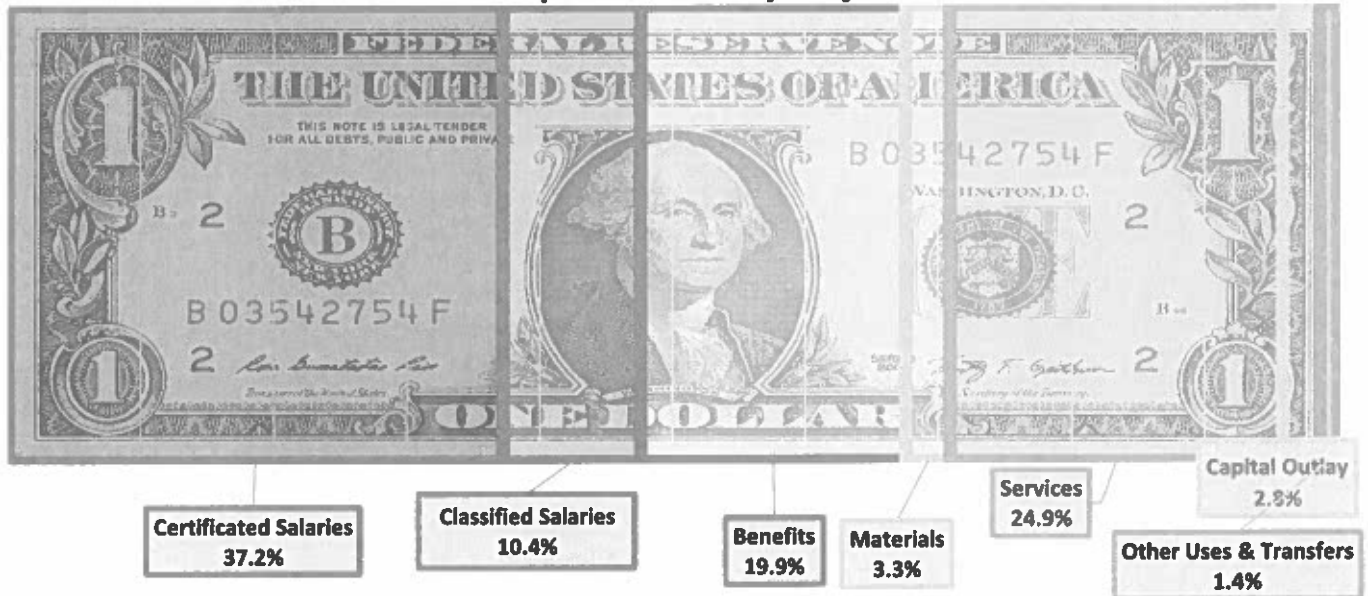 FEDERAL RESERVE NOTE
THE UNITED STATES OF AMERICA
THIS NOTE IS LEGAL TENDER
FOR ALL DEBTS, PUBLIC AND PRIVATE
B 03542754 F
WASHINGTON, D.C.
2
2
B
B 03542754 F
2
2
1
1
1
1
ONE DOLLAR
Certificated Salaries
37.2%
Classified Salaries
10.4%
Benefits
19.9%
Materials
3.3%
Services
24.9%
Capital Outlay
2.8%
Other Uses & Transfers
1.4%